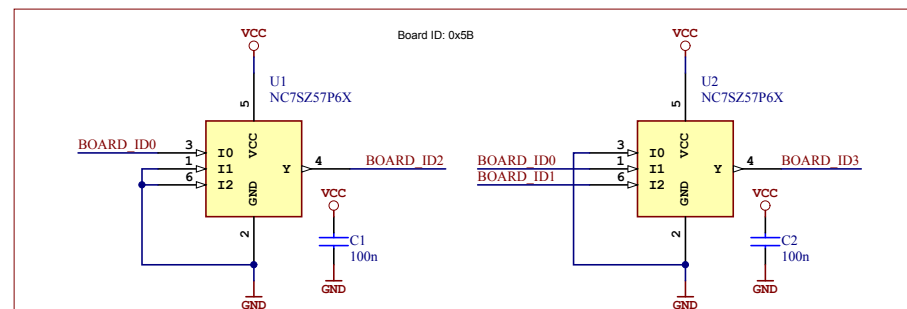 Board ID: 0x5B
VCC
U1
NC7SZ57P6X
5
BOARD_ID0
3
I0
VCC
1
I1
Y
4
BOARD_ID2
6
I2
GND
2
VCC
C1
100n
GND
GND
VCC
U2
NC7SZ57P6X
5
3
I0
VCC
BOARD_ID0
1
I1
Y
4
BOARD_ID3
BOARD_ID1
6
I2
GND
2
VCC
C2
100n
GND
GND